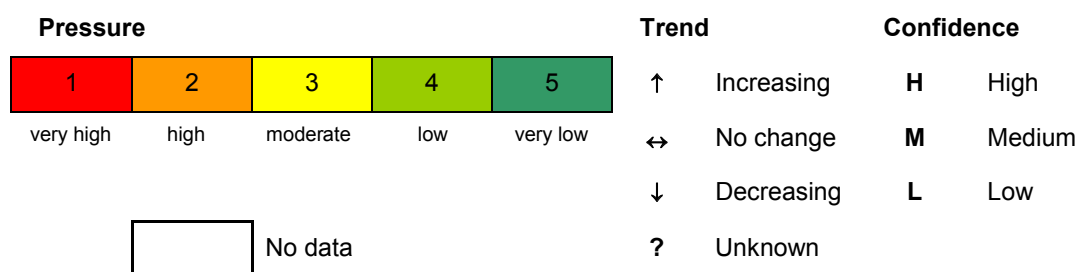 Pressure Trend Confidence
1 2 3 4 5 ↑ Increasing H High
very high high moderate low very low ↔ No change M Medium
↓ Decreasing L Low
No data ? Unknown